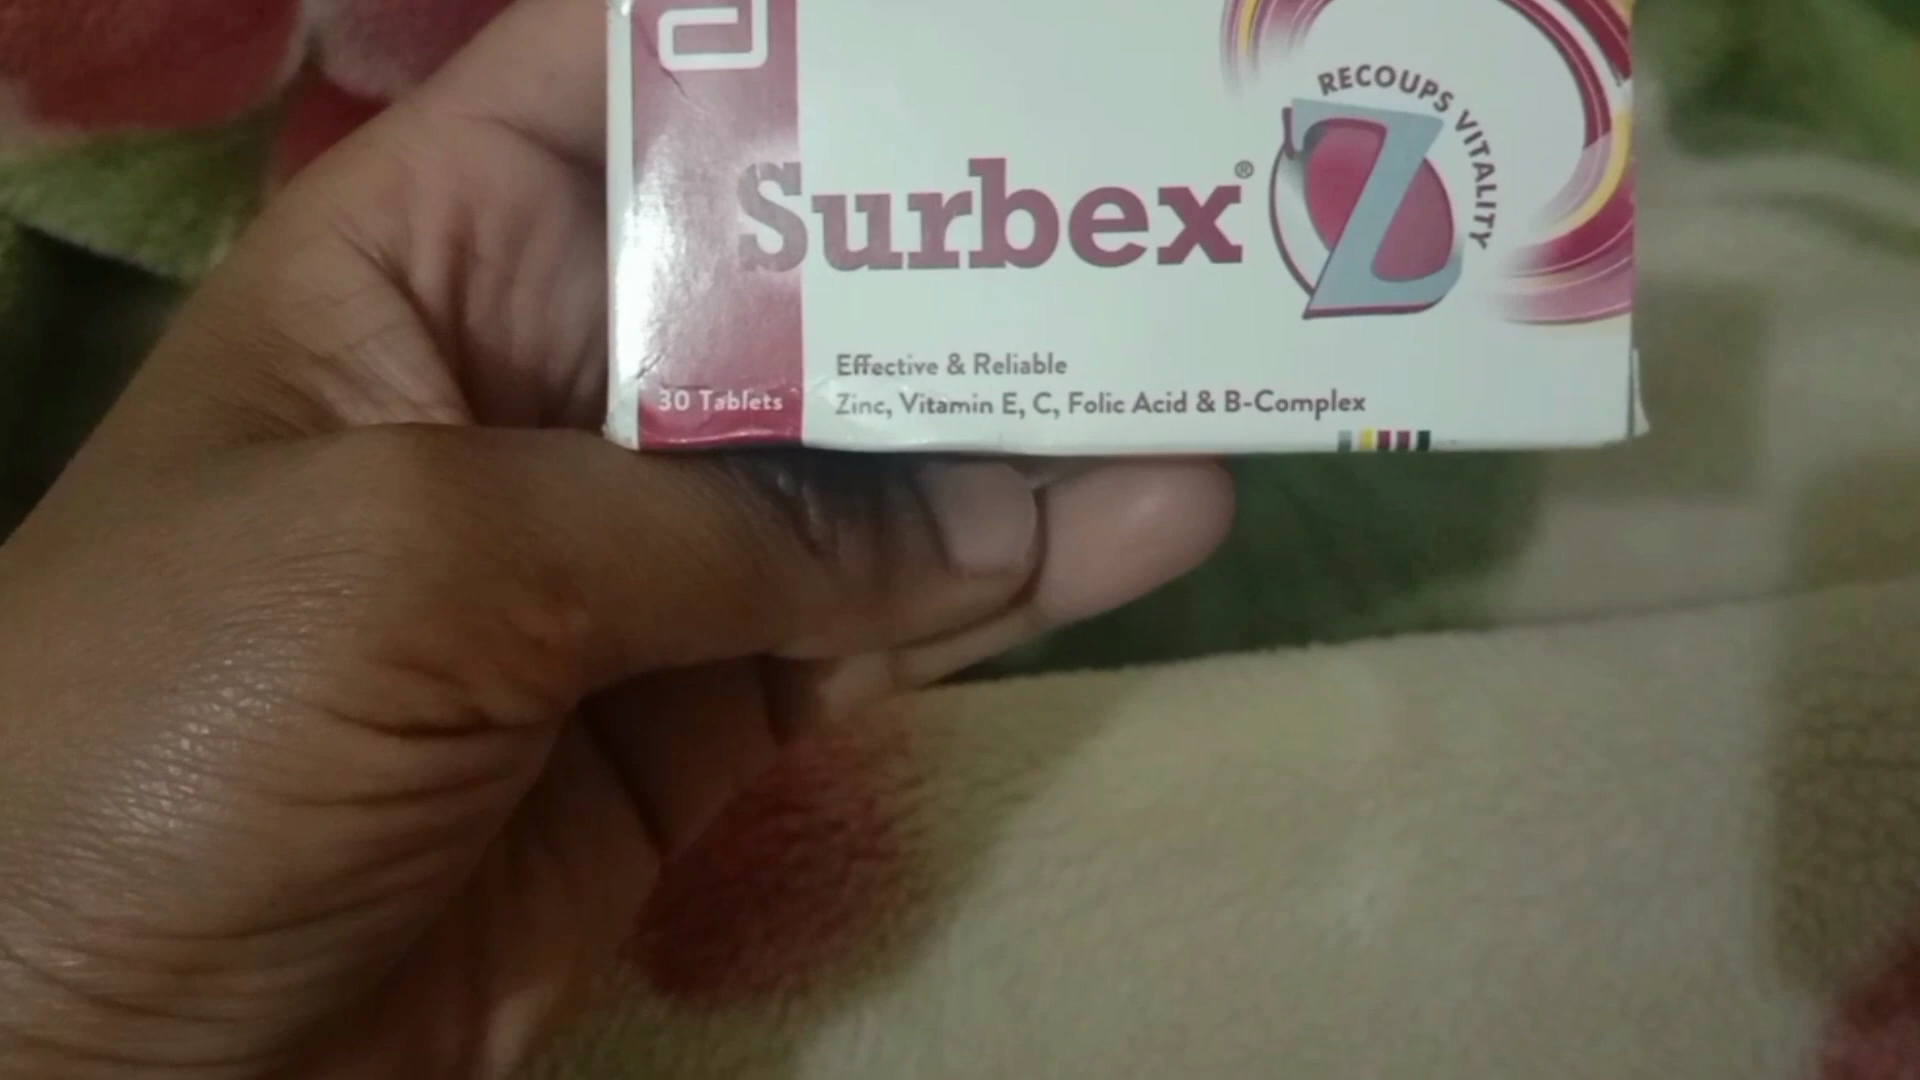 RECOUPS VITALITY
Surbex® Z
Effective & Reliable
30 Tablets
Zinc, Vitamin E, C, Folic Acid & B-Complex